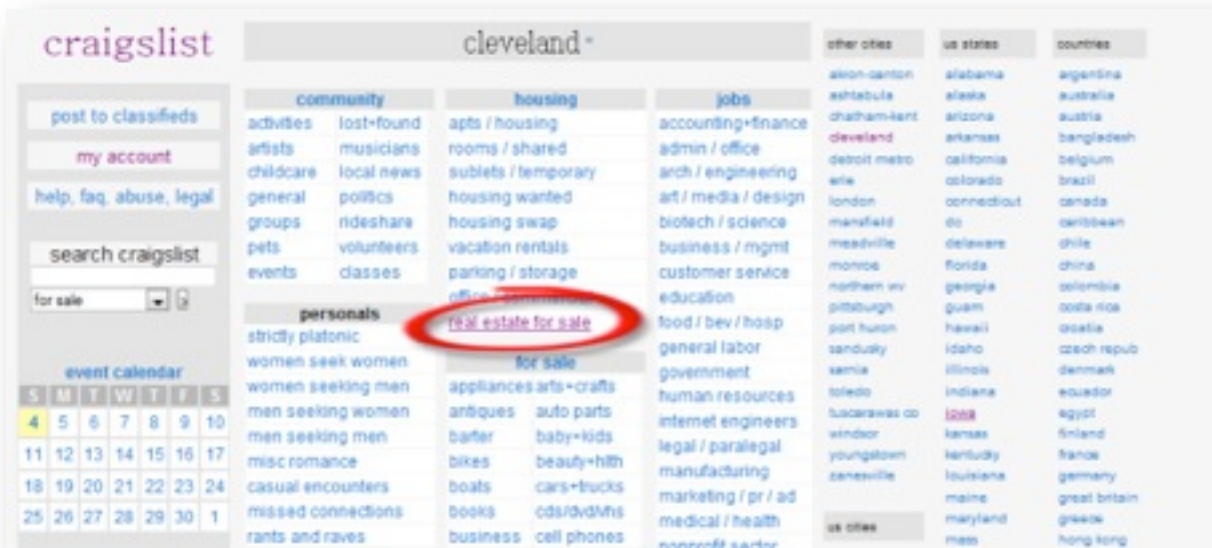 craigslist
post to classifieds
my account
help, faq, abuse, legal
search craigslist
for sale
event calendar
S M T W T F S
4 5 6 7 8 9 10
11 12 13 14 15 16 17
18 19 20 21 22 23 24
25 26 27 28 29 30 1
cleveland
community
activities lost+found
artists musicians
childcare local news
general politics
groups rideshare
pets volunteers
events classes
personals
strictly platonic
women seek women
women seeking men
men seeking women
men seeking men
misc romance
casual encounters
missed connections
rants and raves
housing
apts / housing
rooms / shared
sublets / temporary
housing wanted
housing swap
vacation rentals
parking / storage
office / commercial
real estate for sale
for sale
appliances arts+crafts
antiques auto parts
barter baby+kids
bikes beauty+hlth
boats cars+trucks
books cds/dvd/vhs
business cell phones
jobs
accounting+finance
admin / office
arch / engineering
art / media / design
biotech / science
business / mgmt
customer service
education
food / bev / hosp
general labor
government
human resources
internet engineers
legal / paralegal
manufacturing
marketing / pr / ad
medical / health
nonprofit sector
other cities
akron-canton
ashtabula
chatham-kent
cleveland
detroit metro
erie
london
mansfield
meadville
monroe
northern wv
pittsburgh
port huron
sandusky
sarnia
toledo
tuscarawas co
windsor
youngstown
zanesville
us cities
us states
alabama
alaska
arizona
arkansas
california
colorado
connecticut
dc
delaware
florida
georgia
guam
hawaii
idaho
illinois
indiana
iowa
kansas
kentucky
louisiana
maine
maryland
mass
countries
argentina
australia
austria
bangladesh
belgium
brazil
canada
caribbean
chile
china
colombia
costa rica
croatia
czech repub
denmark
ecuador
egypt
finland
france
germany
great britain
greece
hong kong